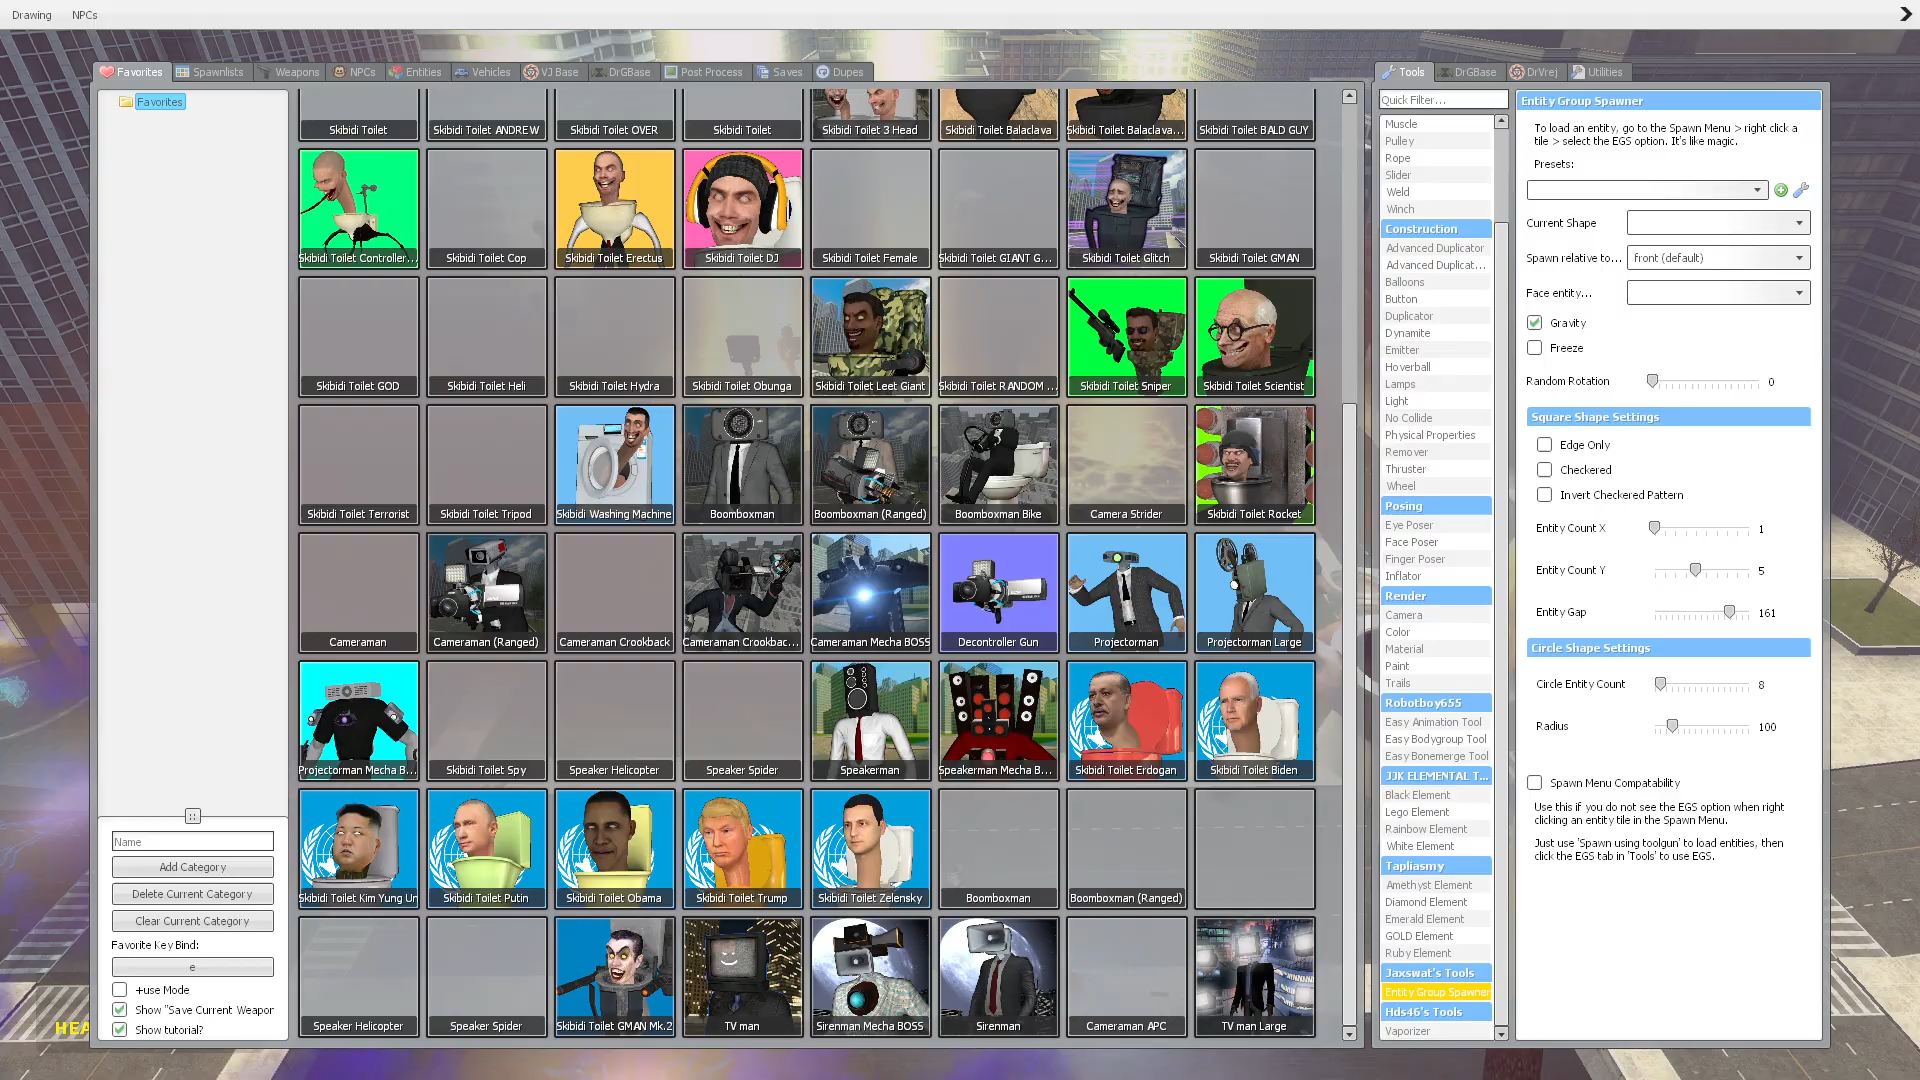 Drawing NPCs
Favorites Spawnlists Weapons NPCs Entities Vehicles VJ Base DrGBase Post Process Saves Dupes
Favorites
Skibidi Toilet
Skibidi Toilet ANDREW
Skibidi Toilet OVER
Skibidi Toilet
Skibidi Toilet 3 Head
Skibidi Toilet Balaclava
Skibidi Toilet Balaclava...
Skibidi Toilet BALD GUY
Skibidi Toilet Controller...
Skibidi Toilet Cop
Skibidi Toilet Erectus
Skibidi Toilet DJ
Skibidi Toilet Female
Skibidi Toilet GIANT G...
Skibidi Toilet Glitch
Skibidi Toilet GMAN
Skibidi Toilet GOD
Skibidi Toilet Heli
Skibidi Toilet Hydra
Skibidi Toilet Obunga
Skibidi Toilet Leet Giant
Skibidi Toilet RANDOM ...
Skibidi Toilet Sniper
Skibidi Toilet Scientist
Skibidi Toilet Terrorist
Skibidi Toilet Tripod
Skibidi Washing Machine
Boomboxman
Boomboxman (Ranged)
Boomboxman Bike
Camera Strider
Skibidi Toilet Rocket
Cameraman
Cameraman (Ranged)
Cameraman Crookback
Cameraman Crookbac...
Cameraman Mecha BOSS
Decontroller Gun
Projectorman
Projectorman Large
Projectorman Mecha B...
Skibidi Toilet Spy
Speaker Helicopter
Speaker Spider
Speakerman
Speakerman Mecha B...
Skibidi Toilet Erdogan
Skibidi Toilet Biden
Skibidi Toilet Kim Yung Un
Skibidi Toilet Putin
Skibidi Toilet Obama
Skibidi Toilet Trump
Skibidi Toilet Zelensky
Boomboxman
Boomboxman (Ranged)
Speaker Helicopter
Speaker Spider
Skibidi Toilet GMAN Mk.2
TV man
Sirenman Mecha BOSS
Sirenman
Cameraman APC
TV man Large
Name
Add Category
Delete Current Category
Clear Current Category
Favorite Key Bind:
e
+use Mode
Show "Save Current Weapor
Show tutorial?
HEA
Tools DrGBase DrVrej Utilities
Quick Filter...
Muscle
Pulley
Rope
Slider
Weld
Winch
Construction
Advanced Duplicator
Advanced Duplicat...
Balloons
Button
Duplicator
Dynamite
Emitter
Hoverball
Lamps
Light
No Collide
Physical Properties
Remover
Thruster
Wheel
Posing
Eye Poser
Face Poser
Finger Poser
Inflator
Render
Camera
Color
Material
Paint
Trails
Robotboy655
Easy Animation Tool
Easy Bodygroup Tool
Easy Bonemerge Tool
JJK ELEMENTAL T...
Black Element
Lego Element
Rainbow Element
White Element
Tapliasmy
Amethyst Element
Diamond Element
Emerald Element
GOLD Element
Ruby Element
Jaxswat's Tools
Entity Group Spawner
Hds46's Tools
Vaporizer
Entity Group Spawner
To load an entity, go to the Spawn Menu > right click a
tile > select the EGS option. It's like magic.
Presets:
Current Shape
Spawn relative to... front (default)
Face entity...
Gravity
Freeze
Random Rotation 0
Square Shape Settings
Edge Only
Checkered
Invert Checkered Pattern
Entity Count X 1
Entity Count Y 5
Entity Gap 161
Circle Shape Settings
Circle Entity Count 8
Radius 100
Spawn Menu Compatability
Use this if you do not see the EGS option when right
clicking an entity tile in the Spawn Menu.
Just use 'Spawn using toolgun' to load entities, then
click the EGS tab in 'Tools' to use EGS.